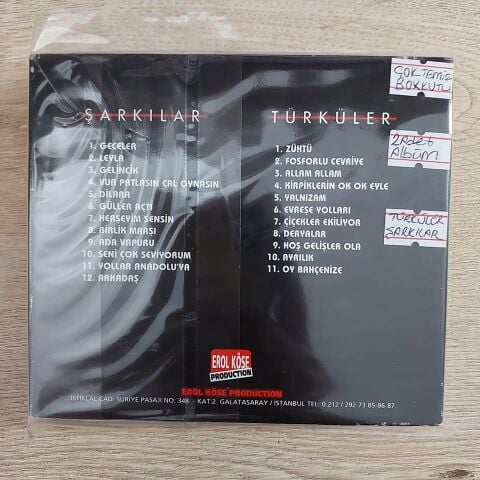 ŞARKILAR
1. GECELER
2. LEYLA
3. GELİNCİK
4. VUR PATLASIN ÇAL OYNASIN
5. DİLARA
6. GÜLLER AÇTI
7. HERŞEYİM SENSİN
8. BİRLİK MARŞI
9. ADA VAPURU
10. SENİ ÇOK SEVİYORUM
11. YOLLAR ANADOLU'YA
12. ARKADAŞ
TÜRKÜLER
1. ZÜHTÜ
2. FOSFORLU CEVRİYE
3. ALLAM ALLAM
4. KİRPİKLERİN OK OK EYLE
5. YALNIZAM
6. EVREŞE YOLLARI
7. ÇİÇEKLER EKİLİYOR
8. DERYALAR
9. HOŞ GELİŞLER OLA
10. AYRILIK
11. OY BAHÇENİZE
ÇOK TEMİZ
BOXKUTU
2 ADET
ALBÜM
TÜRKÜLER
ŞARKILAR
EROL KÖSE
PRODUCTION
EROL KÖSE PRODUCTION
İSTİKLAL CAD. SURİYE PASAJI NO: 348 - KAT:2 GALATASARAY / İSTANBUL TEL: 0.212 / 292 73 85-86-87